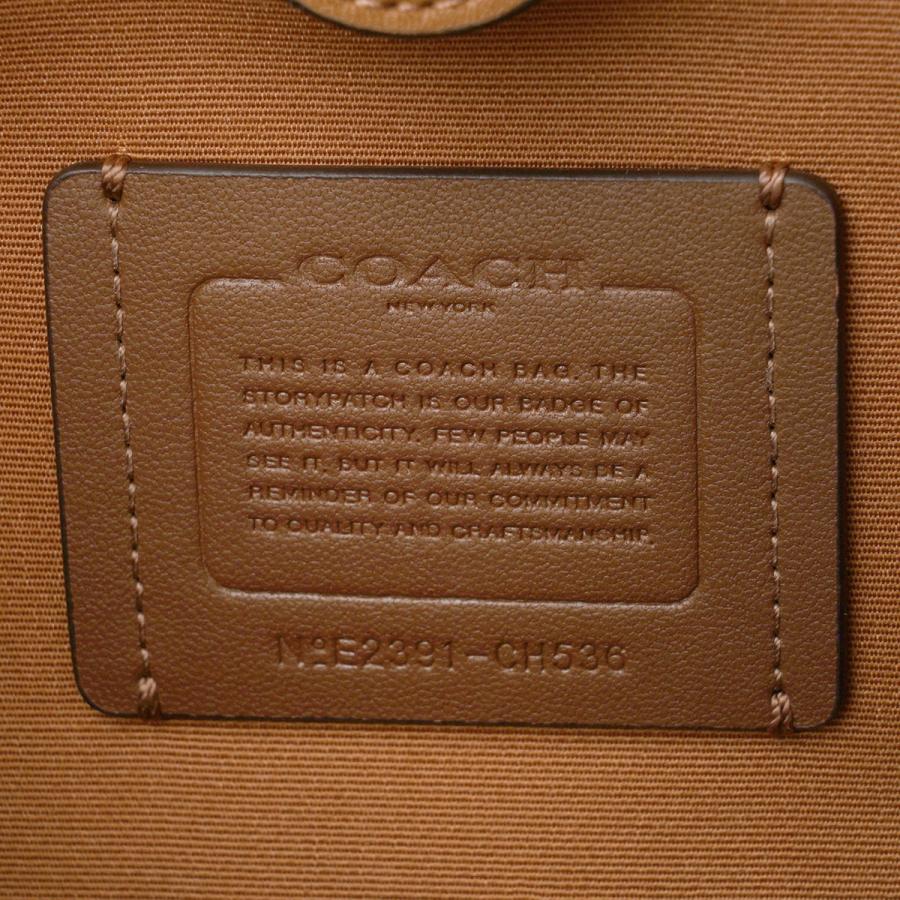 COACH
NEW YORK
THIS IS A COACH BAG. THE
STORYPATCH IS OUR BADGE OF
AUTHENTICITY. FEW PEOPLE MAY
SEE IT, BUT IT WILL ALWAYS BE A
REMINDER OF OUR COMMITMENT
TO QUALITY AND CRAFTSMANSHIP.
NºE2391-CH536